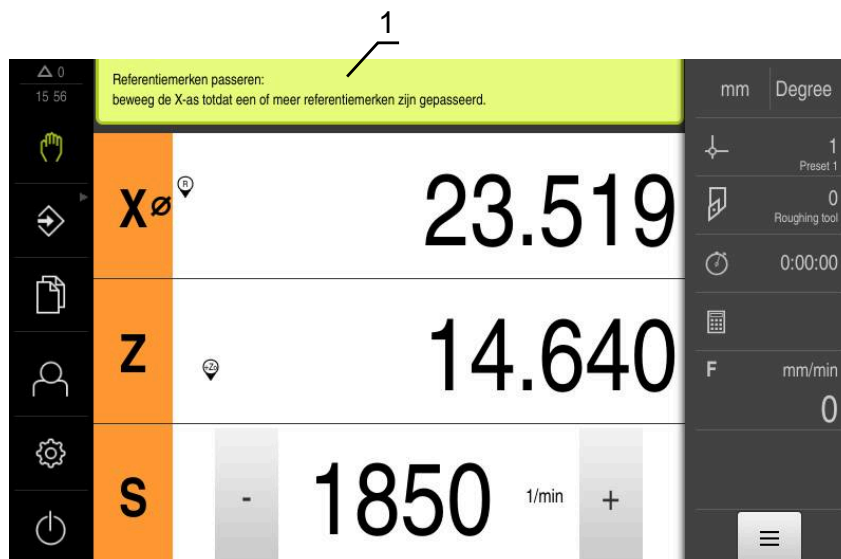 1
0
15 56
Referentiemerken passeren:
beweeg de X-as totdat een of meer referentiemerken zijn gepasseerd.
mm Degree
X⌀ R 23.519
1
Preset 1
0
Roughing tool
0:00:00
Z +Z0 14.640
F mm/min
0
S - 1850 1/min +